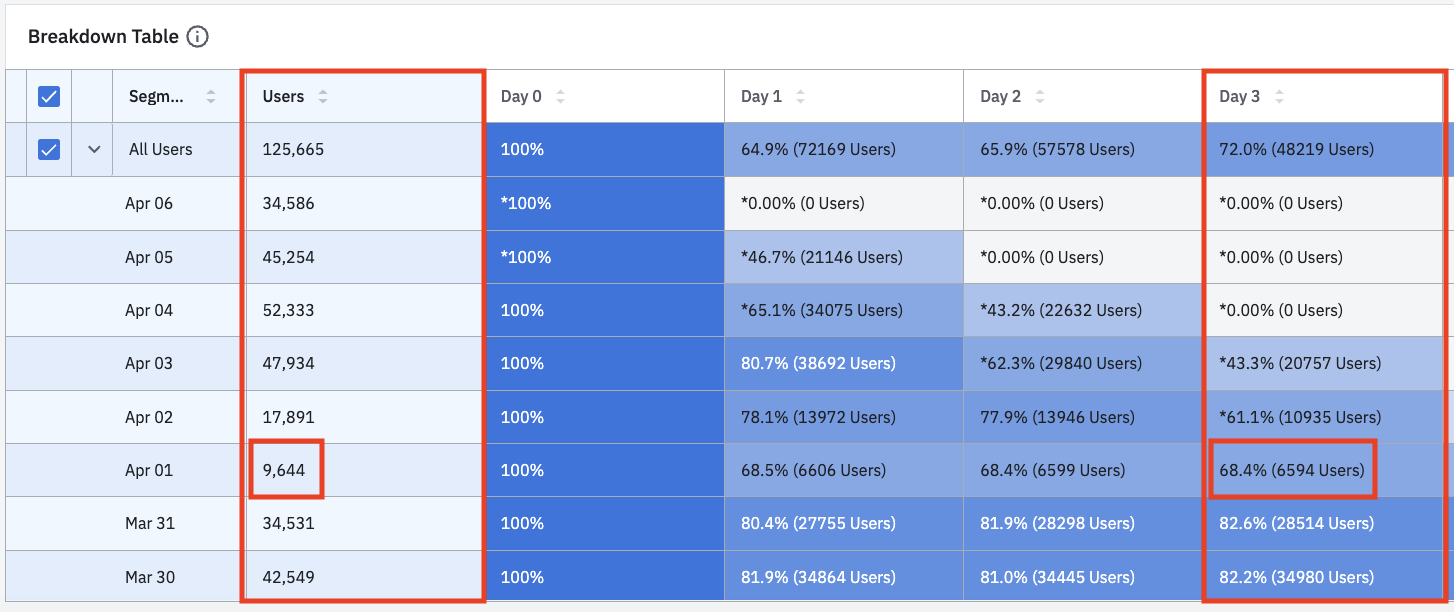 Breakdown Table
Segm... Users Day 0 Day 1 Day 2 Day 3
All Users 125,665 100% 64.9% (72169 Users) 65.9% (57578 Users) 72.0% (48219 Users)
Apr 06 34,586 *100% *0.00% (0 Users) *0.00% (0 Users) *0.00% (0 Users)
Apr 05 45,254 *100% *46.7% (21146 Users) *0.00% (0 Users) *0.00% (0 Users)
Apr 04 52,333 100% *65.1% (34075 Users) *43.2% (22632 Users) *0.00% (0 Users)
Apr 03 47,934 100% 80.7% (38692 Users) *62.3% (29840 Users) *43.3% (20757 Users)
Apr 02 17,891 100% 78.1% (13972 Users) 77.9% (13946 Users) *61.1% (10935 Users)
Apr 01 9,644 100% 68.5% (6606 Users) 68.4% (6599 Users) 68.4% (6594 Users)
Mar 31 34,531 100% 80.4% (27755 Users) 81.9% (28298 Users) 82.6% (28514 Users)
Mar 30 42,549 100% 81.9% (34864 Users) 81.0% (34445 Users) 82.2% (34980 Users)